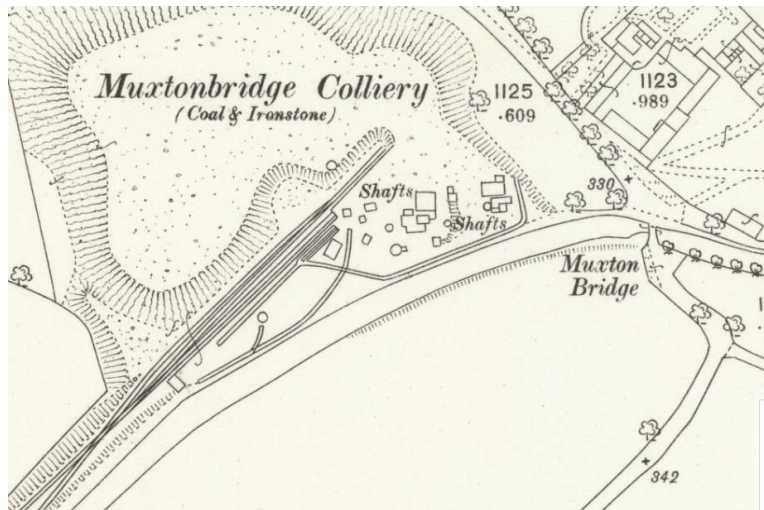 Muxtonbridge Colliery
(Coal & Ironstone)
1125
·609
1123
·989
Shafts
Shafts
330
Muxton
Bridge
342